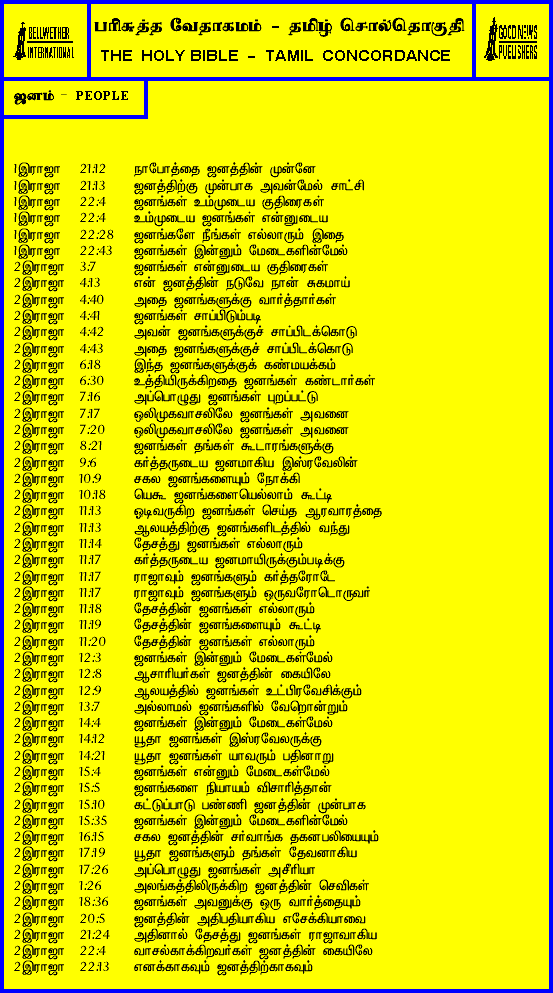 BELLWETHER
INTERNATIONAL
பரிசுத்த வேதாகமம் - தமிழ் சொல்தொகுதி
THE HOLY BIBLE - TAMIL CONCORDANCE
GOOD NEWS
PUBLISHERS
ஜனம் - PEOPLE
1இராஜா 21:12 நாபோத்தை ஜனத்தின் முன்னே
1இராஜா 21:13 ஜனத்திற்கு முன்பாக அவன்மேல் சாட்சி
1இராஜா 22:4 ஜனங்கள் உம்முடைய குதிரைகள்
1இராஜா 22:4 உம்முடைய ஜனங்கள் என்னுடைய
1இராஜா 22:28 ஜனங்களே நீங்கள் எல்லாரும் இதை
1இராஜா 22:43 ஜனங்கள் இன்னும் மேடைகளின்மேல்
2இராஜா 3:7 ஜனங்கள் என்னுடைய குதிரைகள்
2இராஜா 4:13 என் ஜனத்தின் நடுவே நான் சுகமாய்
2இராஜா 4:40 அதை ஜனங்களுக்கு வார்த்தார்கள்
2இராஜா 4:41 ஜனங்கள் சாப்பிடும்படி
2இராஜா 4:42 அவன் ஜனங்களுக்குச் சாப்பிடக்கொடு
2இராஜா 4:43 அதை ஜனங்களுக்குச் சாப்பிடக்கொடு
2இராஜா 6:18 இந்த ஜனங்களுக்குக் கண்மயக்கம்
2இராஜா 6:30 உடுத்தியிருக்கிறதை ஜனங்கள் கண்டார்கள்
2இராஜா 7:16 அப்பொழுது ஜனங்கள் புறப்பட்டு
2இராஜா 7:17 ஒலிமுகவாசலிலே ஜனங்கள் அவனை
2இராஜா 7:20 ஒலிமுகவாசலிலே ஜனங்கள் அவனை
2இராஜா 8:21 ஜனங்கள் தங்கள் கூடாரங்களுக்கு
2இராஜா 9:6 கர்த்தருடைய ஜனமாகிய இஸ்ரவேலின்
2இராஜா 10:9 சகல ஜனங்களையும் நோக்கி
2இராஜா 10:18 யெகூ ஜனங்களையெல்லாம் கூட்டி
2இராஜா 11:13 ஓடிவருகிற ஜனங்கள் செய்த ஆரவாரத்தை
2இராஜா 11:13 ஆலயத்திற்கு ஜனங்களிடத்தில் வந்து
2இராஜா 11:14 தேசத்து ஜனங்கள் எல்லாரும்
2இராஜா 11:17 கர்த்தருடைய ஜனமாயிருக்கும்படிக்கு
2இராஜா 11:17 ராஜாவும் ஜனங்களும் கர்த்தரோடே
2இராஜா 11:17 ராஜாவும் ஜனங்களும் ஒருவரோடொருவர்
2இராஜா 11:18 தேசத்தின் ஜனங்கள் எல்லாரும்
2இராஜா 11:19 தேசத்தின் ஜனங்களையும் கூட்டி
2இராஜா 11:20 தேசத்தின் ஜனங்கள் எல்லாரும்
2இராஜா 12:3 ஜனங்கள் இன்னும் மேடைகள்மேல்
2இராஜா 12:8 ஆசாரியர்கள் ஜனத்தின் கையிலே
2இராஜா 12:9 ஆலயத்தில் ஜனங்கள் உட்பிரவேசிக்கும்
2இராஜா 13:7 அல்லாமல் ஜனங்களில் வேறொன்றும்
2இராஜா 14:4 ஜனங்கள் இன்னும் மேடைகள்மேல்
2இராஜா 14:12 யூதா ஜனங்கள் இஸ்ரவேலருக்கு
2இராஜா 14:21 யூதா ஜனங்கள் யாவரும் பதினாறு
2இராஜா 15:4 ஜனங்கள் என்னும் மேடைகள்மேல்
2இராஜா 15:5 ஜனங்களை நியாயம் விசாரித்தான்
2இராஜா 15:10 கட்டுப்பாடு பண்ணி ஜனத்தின் முன்பாக
2இராஜா 15:35 ஜனங்கள் இன்னும் மேடைகளின்மேல்
2இராஜா 16:15 சகல ஜனத்தின் சர்வாங்க தகனபலியையும்
2இராஜா 17:19 யூதா ஜனங்களும் தங்கள் தேவனாகிய
2இராஜா 17:26 அப்பொழுது ஜனங்கள் அசீரியா
2இராஜா 1:26 அலங்கத்திலிருக்கிற ஜனத்தின் செவிகள்
2இராஜா 18:36 ஜனங்கள் அவனுக்கு ஒரு வார்த்தையும்
2இராஜா 20:5 ஜனத்தின் அதிபதியாகிய எசேக்கியாவை
2இராஜா 21:24 அதினால் தேசத்து ஜனங்கள் ராஜாவாகிய
2இராஜா 22:4 வாசல்காக்கிறவர்கள் ஜனத்தின் கையிலே
2இராஜா 22:13 எனக்காகவும் ஜனத்திற்காகவும்